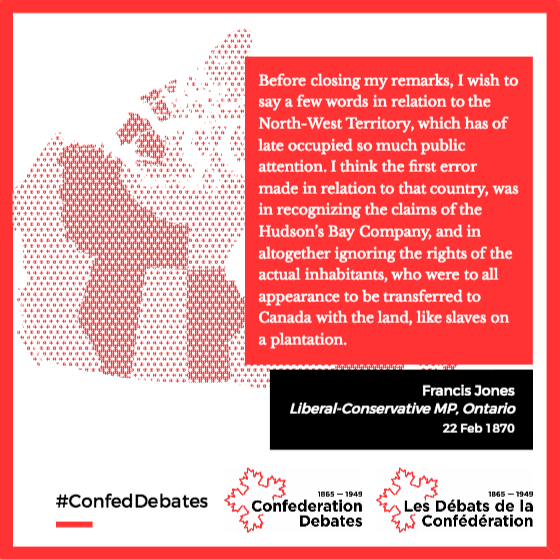 Before closing my remarks, I wish to
say a few words in relation to the
North-West Territory, which has of
late occupied so much public
attention. I think the first error
made in relation to that country, was
in recognizing the claims of the
Hudson's Bay Company, and in
altogether ignoring the rights of the
actual inhabitants, who were to all
appearance to be transferred to
Canada with the land, like slaves on
a plantation.
Francis Jones
Liberal-Conservative MP, Ontario
22 Feb 1870
#ConfedDebates
1865 — 1949
Confederation
Debates
1865 — 1949
Les Débats de la
Confédération